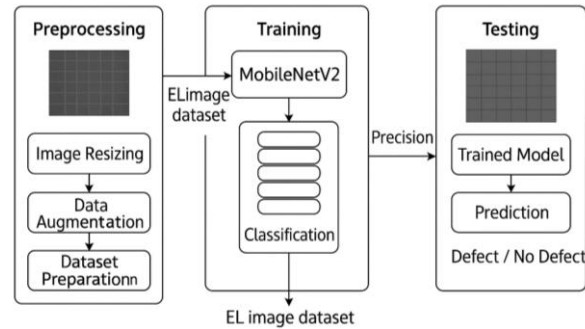 Preprocessing
Image Resizing
Data
Augmentation
Dataset
Preparationn
ELimage
dataset
Training
MobileNetV2
Classification
EL image dataset
Precision
Testing
Trained Model
Prediction
Defect / No Defect